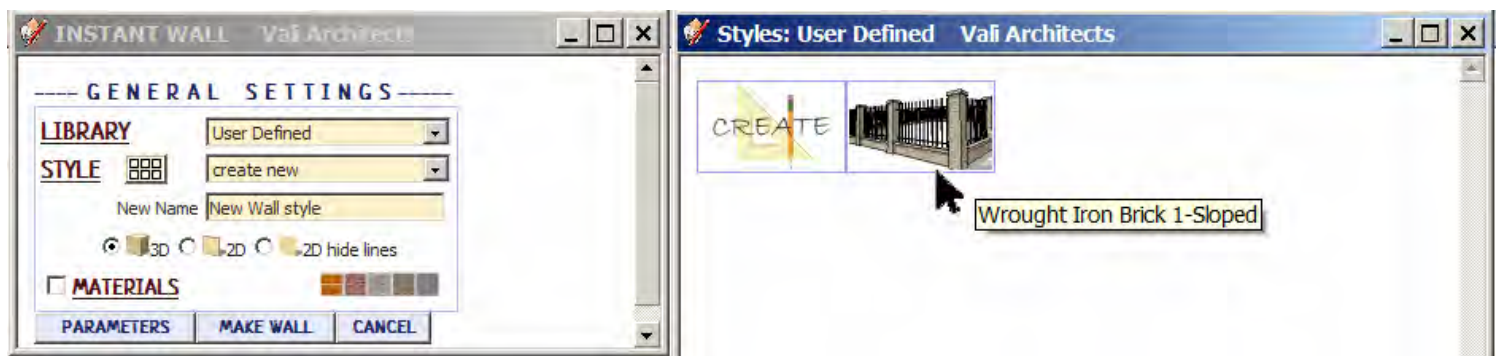 INSTANT WALL Vali Architects
---- GENERAL SETTINGS-----
LIBRARY User Defined
STYLE create new
New Name New Wall style
3D 2D 2D hide lines
MATERIALS
PARAMETERS MAKE WALL CANCEL
Styles: User Defined Vali Architects
CREATE
Wrought Iron Brick 1-Sloped